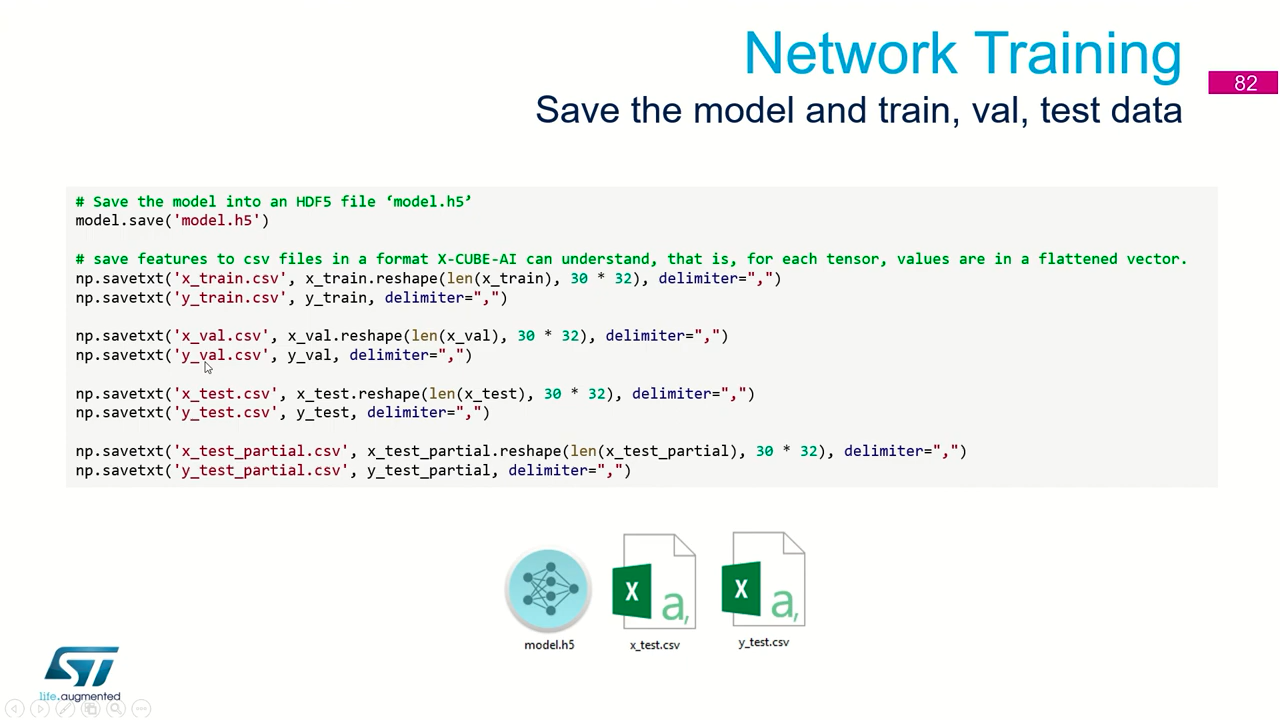 Network Training
82
Save the model and train, val, test data
# Save the model into an HDF5 file ‘model.h5’
model.save('model.h5')
# save features to csv files in a format X-CUBE-AI can understand, that is, for each tensor, values are in a flattened vector.
np.savetxt('x_train.csv', x_train.reshape(len(x_train), 30 * 32), delimiter=",")
np.savetxt('y_train.csv', y_train, delimiter=",")
np.savetxt('x_val.csv', x_val.reshape(len(x_val), 30 * 32), delimiter=",")
np.savetxt('y_val.csv', y_val, delimiter=",")
np.savetxt('x_test.csv', x_test.reshape(len(x_test), 30 * 32), delimiter=",")
np.savetxt('y_test.csv', y_test, delimiter=",")
np.savetxt('x_test_partial.csv', x_test_partial.reshape(len(x_test_partial), 30 * 32), delimiter=",")
np.savetxt('y_test_partial.csv', y_test_partial, delimiter=",")
X a,
X a,
model.h5
x_test.csv
y_test.csv
ST
life.augmented